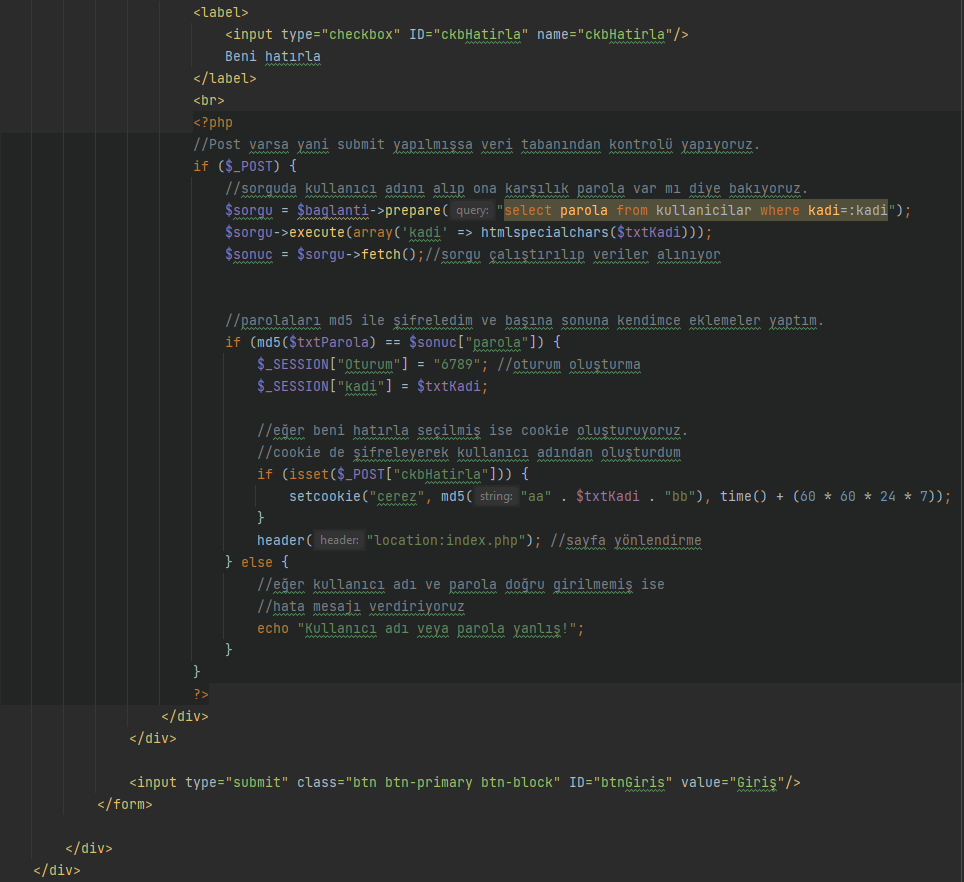 <label>
<input type="checkbox" ID="ckbHatirla" name="ckbHatirla"/>
Beni hatırla
</label>
<br>
<?php
//Post varsa yani submit yapılmışsa veri tabanından kontrolü yapıyoruz.
if ($_POST) {
//sorguda kullanıcı adını alıp ona karşılık parola var mı diye bakıyoruz.
$sorgu = $baglanti->prepare( query: "select parola from kullanicilar where kadi=:kadi");
$sorgu->execute(array('kadi' => htmlspecialchars($txtKadi)));
$sonuc = $sorgu->fetch();//sorgu çalıştırılıp veriler alınıyor
//parolaları md5 ile şifreledim ve başına sonuna kendimce eklemeler yaptım.
if (md5($txtParola) == $sonuc["parola"]) {
$_SESSION["Oturum"] = "6789"; //oturum oluşturma
$_SESSION["kadi"] = $txtKadi;
//eğer beni hatırla seçilmiş ise cookie oluşturuyoruz.
//cookie de şifreleyerek kullanıcı adından oluşturdum
if (isset($_POST["ckbHatirla"])) {
setcookie("cerez", md5( string: "aa" . $txtKadi . "bb"), time() + (60 * 60 * 24 * 7));
}
header( header: "location:index.php"); //sayfa yönlendirme
} else {
//eğer kullanıcı adı ve parola doğru girilmemiş ise
//hata mesajı verdiriyoruz
echo "Kullanıcı adı veya parola yanlış!";
}
}
?>
</div>
</div>
<input type="submit" class="btn btn-primary btn-block" ID="btnGiris" value="Giriş"/>
</form>
</div>
</div>